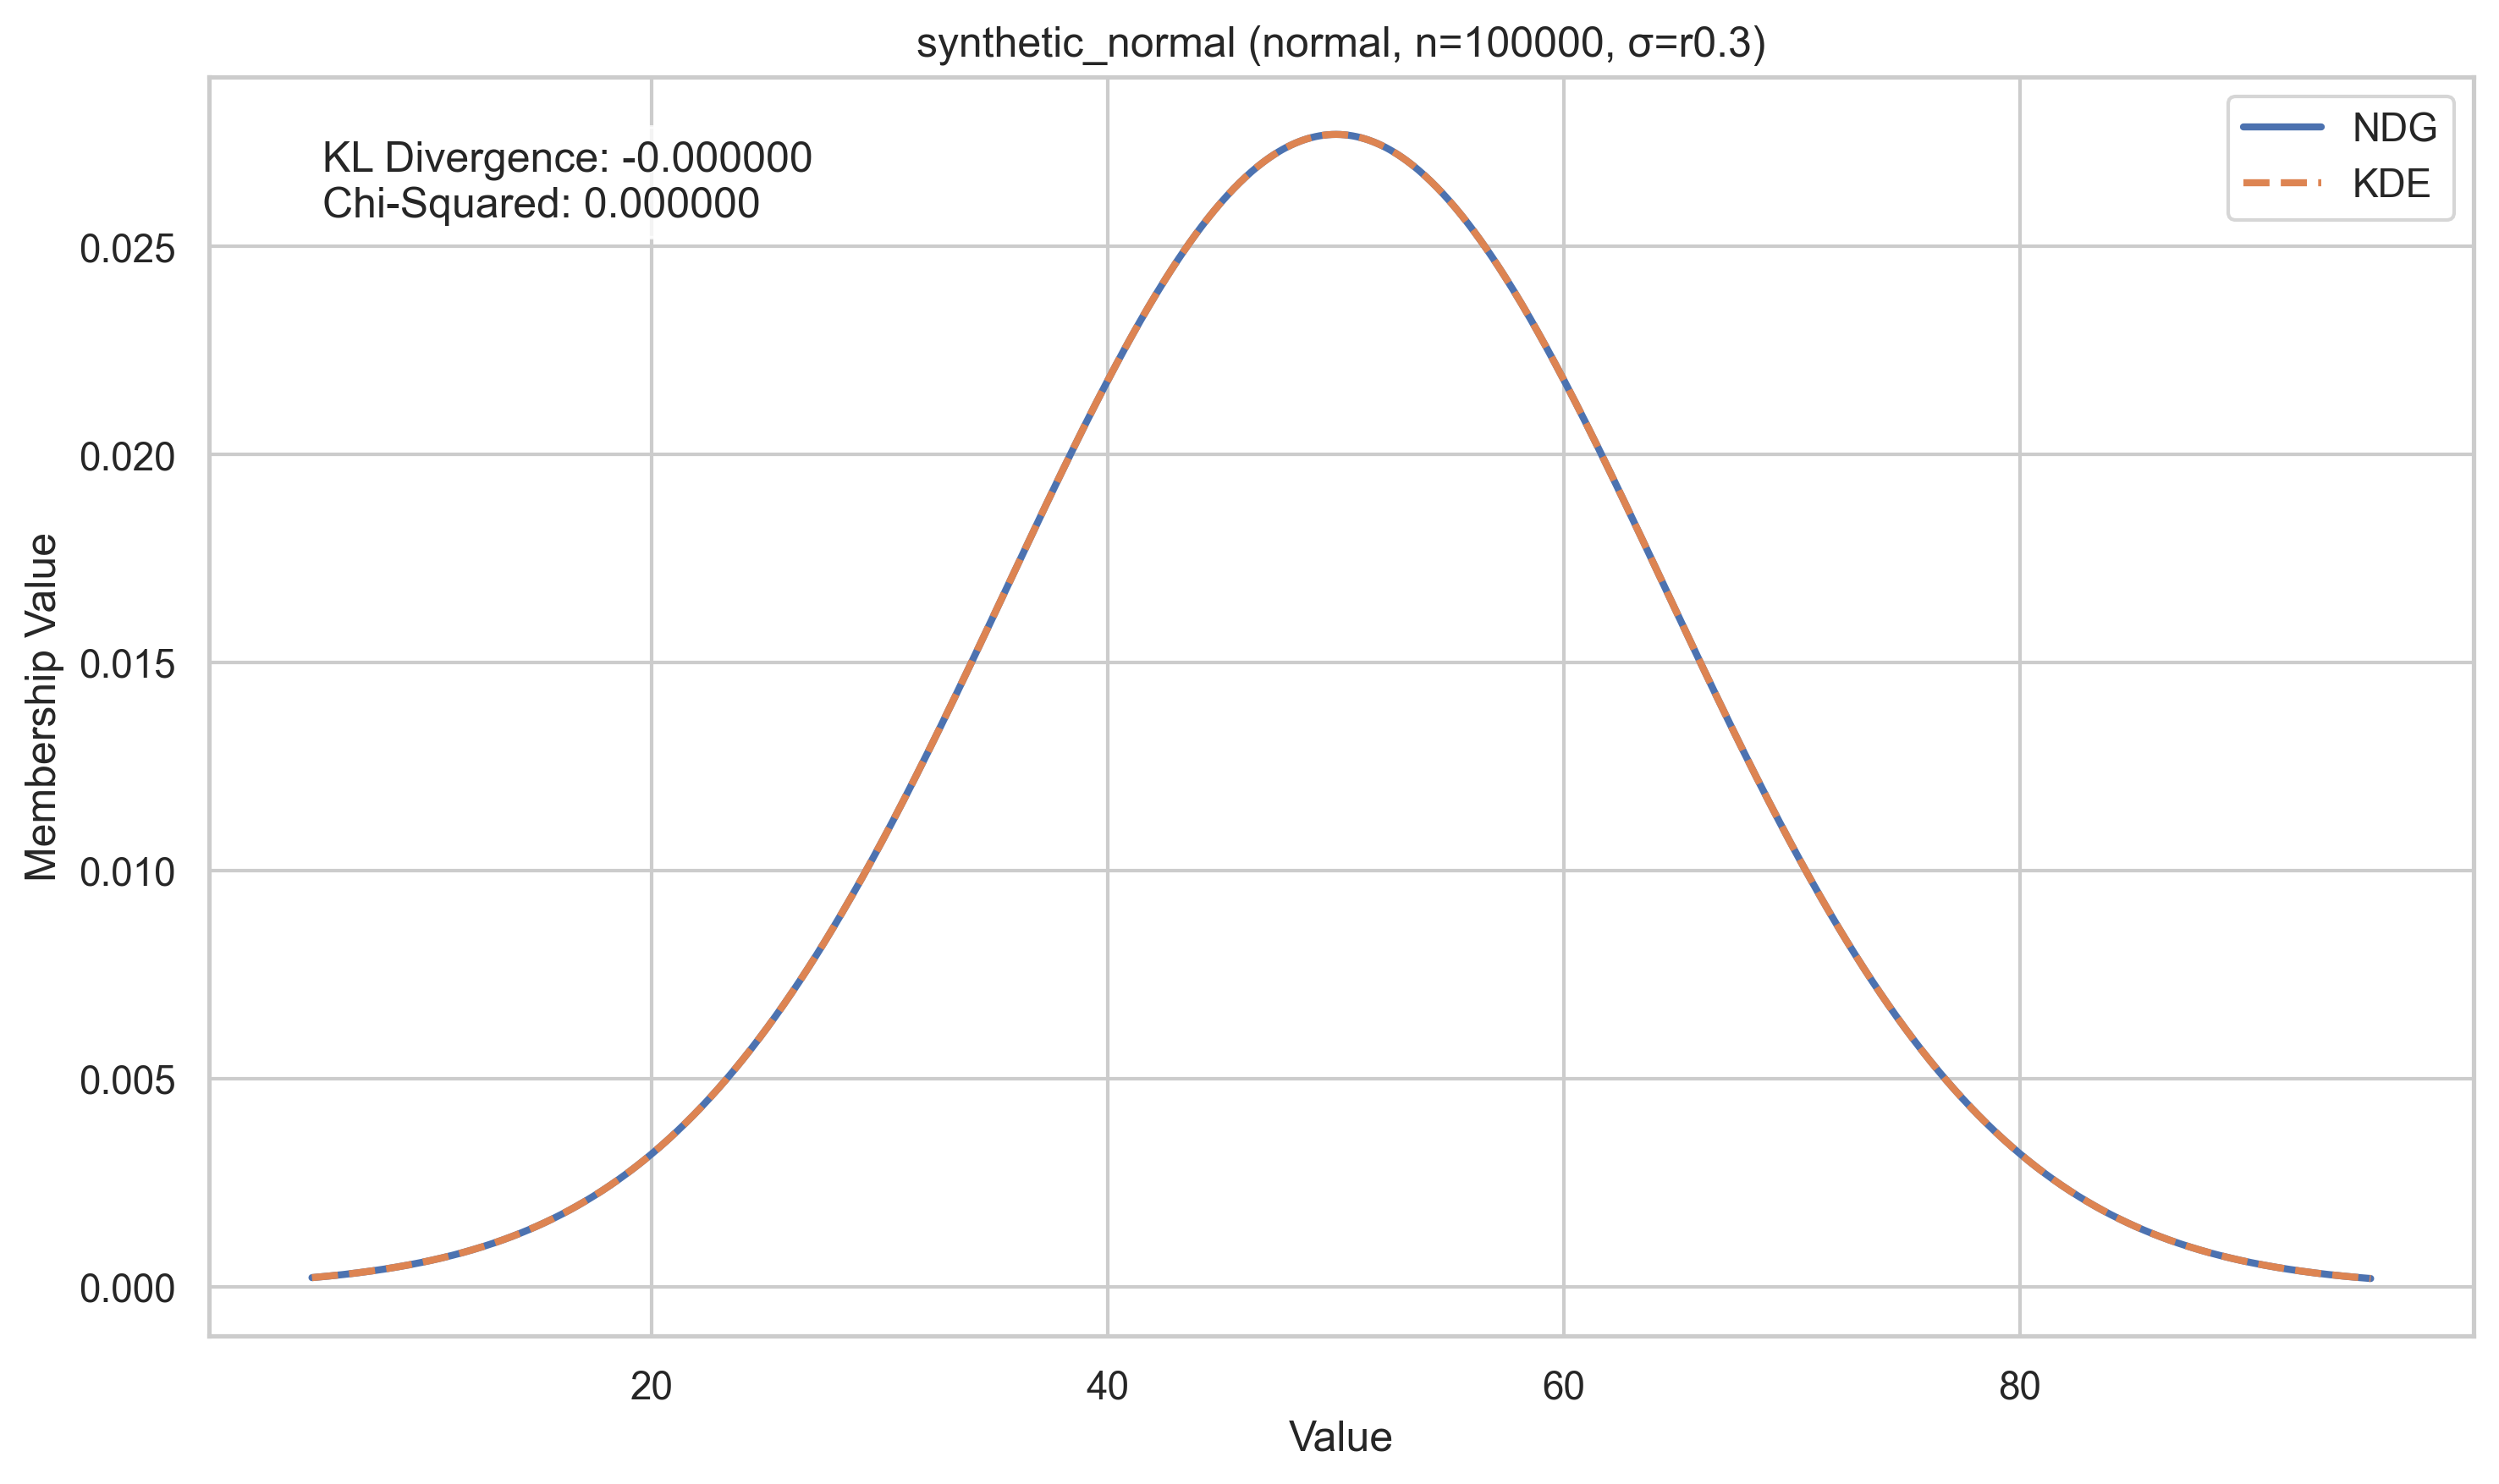 synthetic_normal (normal, n=100000, σ=r0.3)
KL Divergence: -0.000000
Chi-Squared: 0.000000
NDG
KDE
Membership Value
0.025
0.020
0.015
0.010
0.005
0.000
20
40
60
80
Value